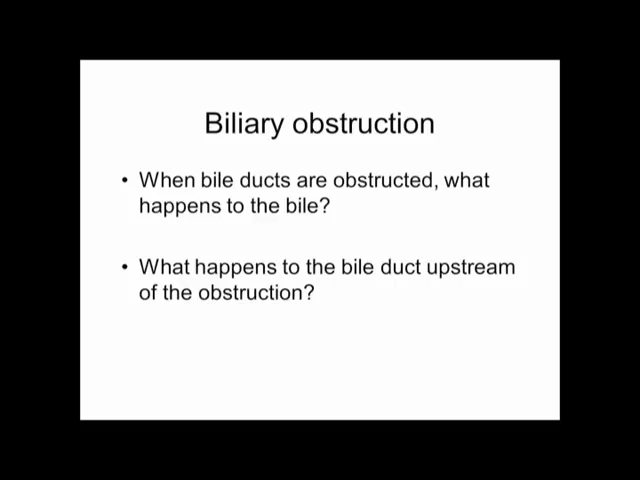 Biliary obstruction
• When bile ducts are obstructed, what
happens to the bile?
• What happens to the bile duct upstream
of the obstruction?